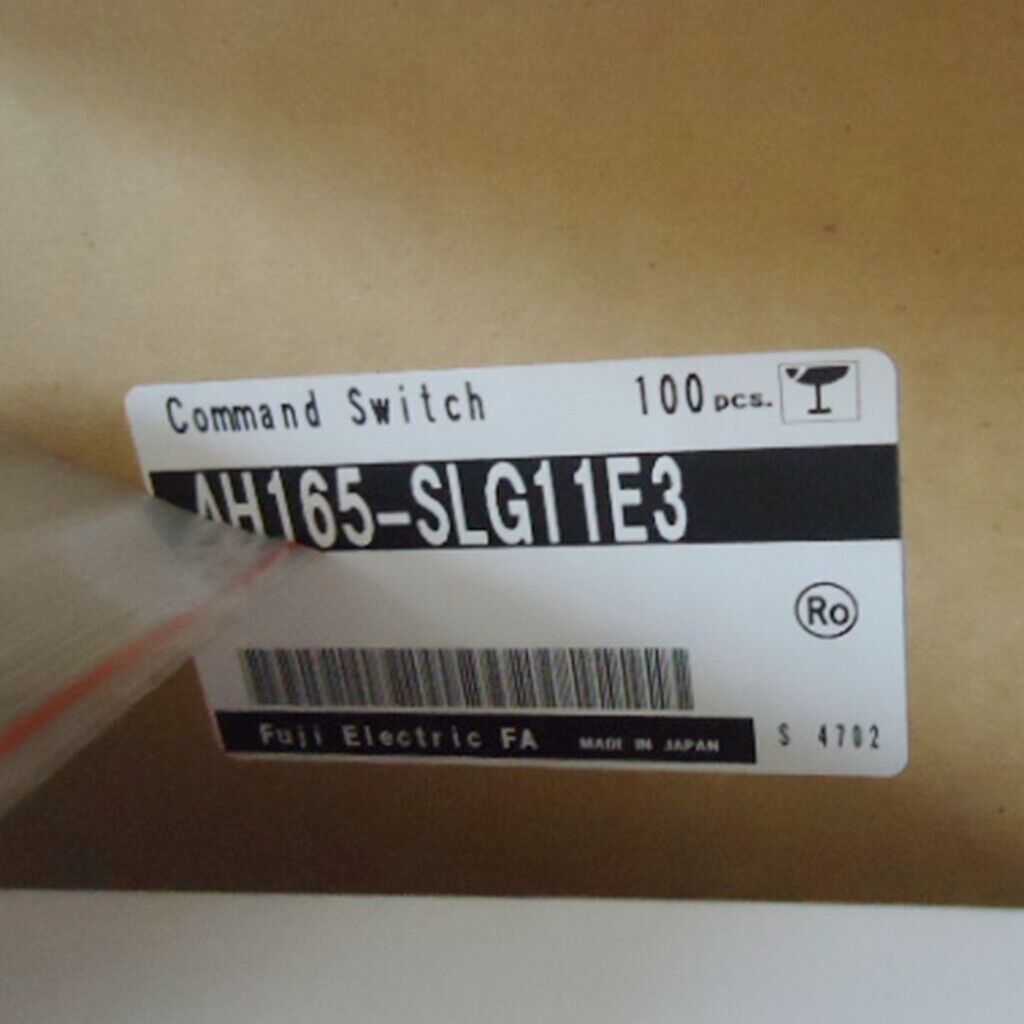 Command Switch 100 pcs.
AH165-SLG11E3
Ro
Fuji Electric FA MADE IN JAPAN S 4702